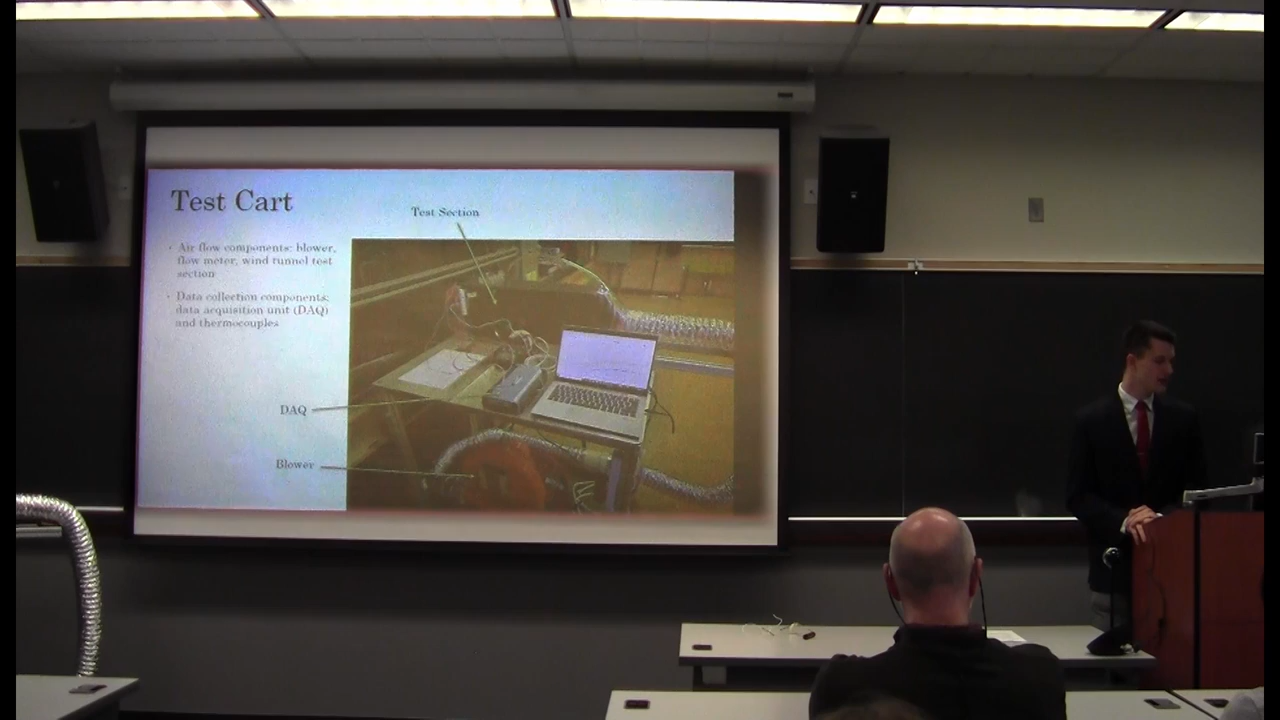 Test Cart
Test Section
• Air flow components: blower,
flow meter, wind tunnel test
section
• Data collection components:
data acquisition unit (DAQ)
and thermocouples
DAQ
Blower